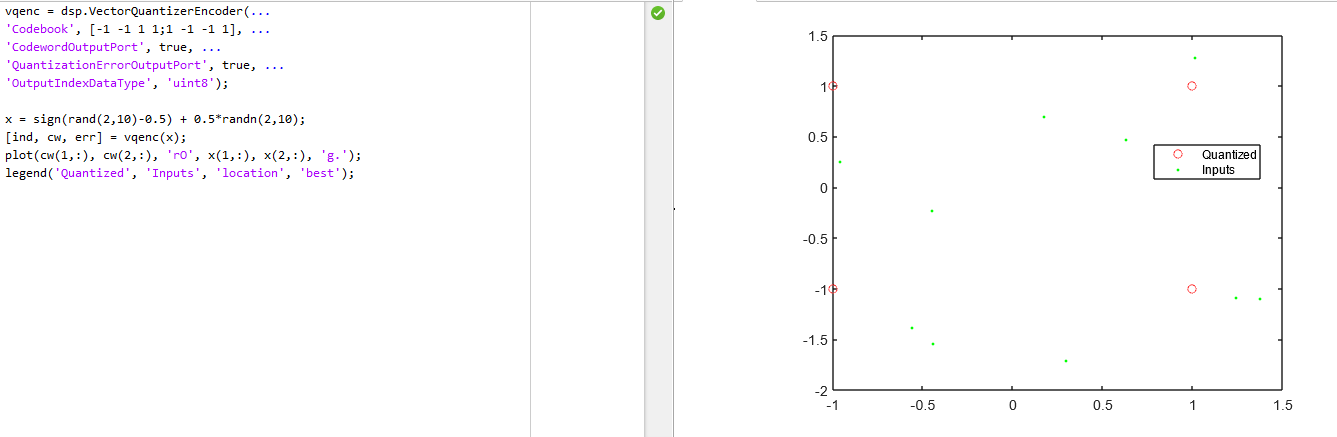 vqenc = dsp.VectorQuantizerEncoder(...
'Codebook', [-1 -1 1 1;1 -1 -1 1], ...
'CodewordOutputPort', true, ...
'QuantizationErrorOutputPort', true, ...
'OutputIndexDataType', 'uint8');
x = sign(rand(2,10)-0.5) + 0.5*randn(2,10);
[ind, cw, err] = vqenc(x);
plot(cw(1,:), cw(2,:), 'rO', x(1,:), x(2,:), 'g.');
legend('Quantized', 'Inputs', 'location', 'best');
1.5
1
0.5
0
-0.5
-1
-1.5
-2
Quantized
Inputs
-1 -0.5 0 0.5 1 1.5